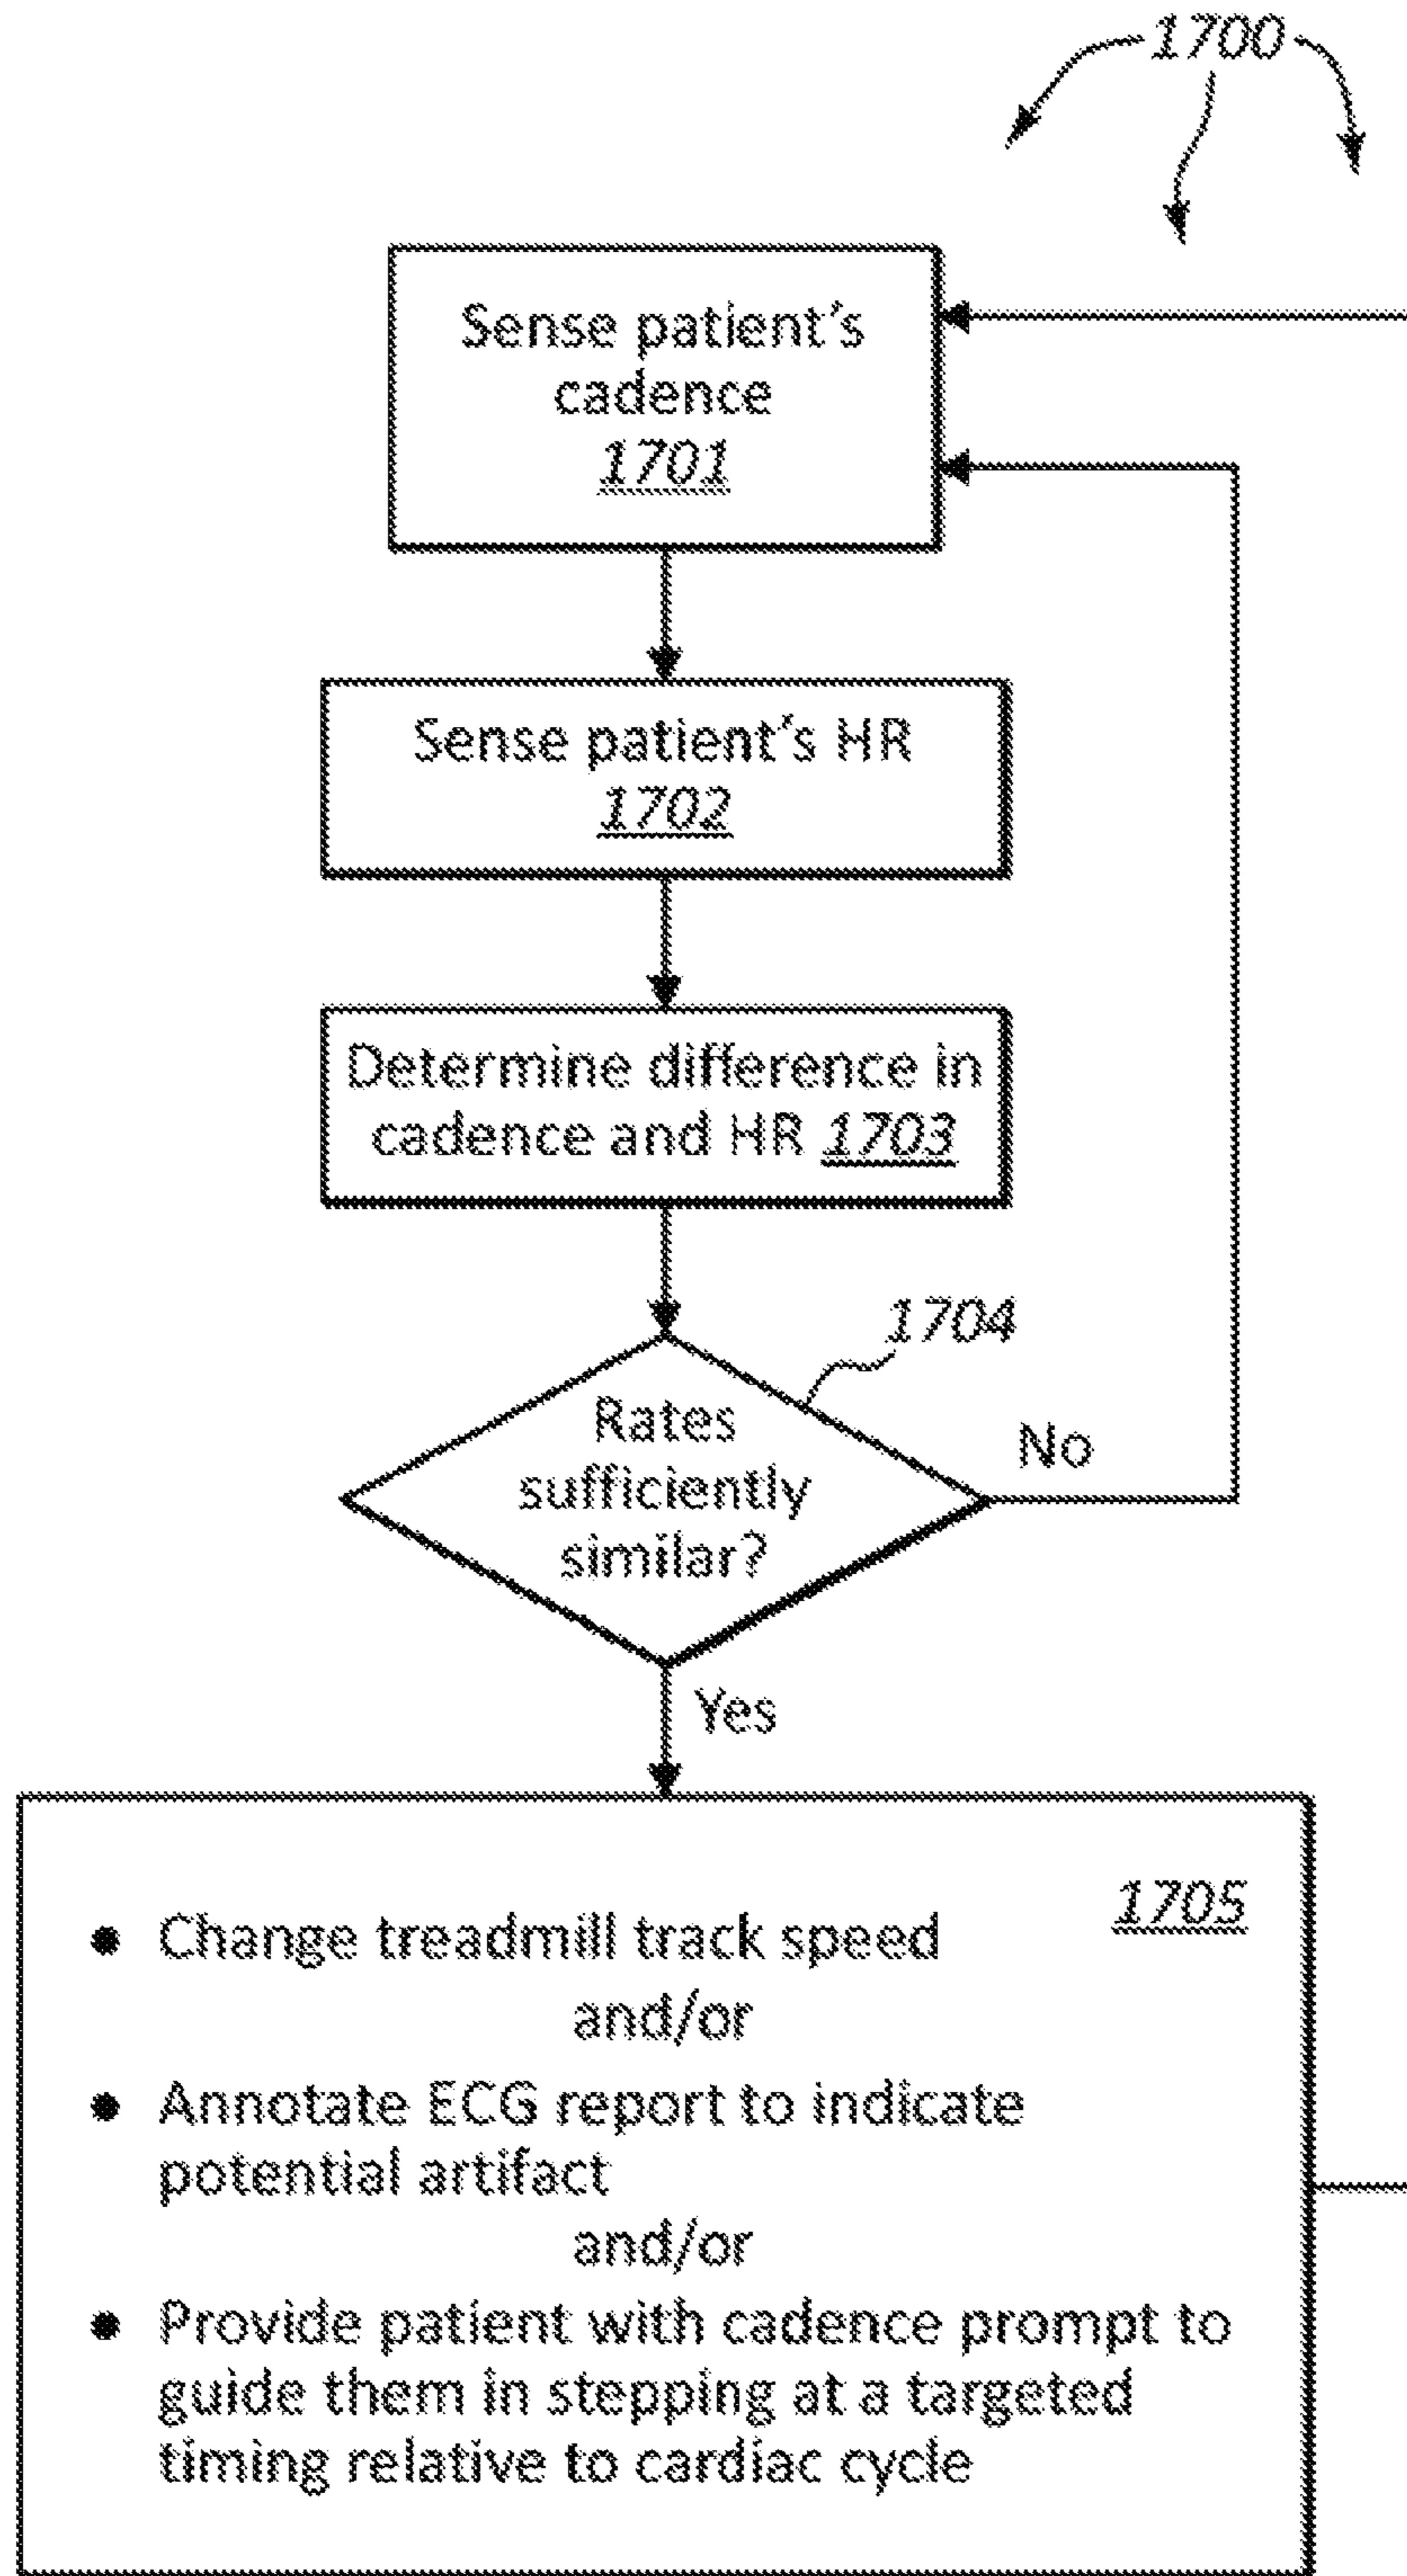 1700
Sense patient's
cadence
1701
Sense patient's HR
1702
Determine difference in
cadence and HR 1703
1704
Rates
sufficiently
similar?
No
Yes
1705
● Change treadmill track speed
and/or
● Annotate ECG report to indicate
potential artifact
and/or
● Provide patient with cadence prompt to
guide them in stepping at a targeted
timing relative to cardiac cycle